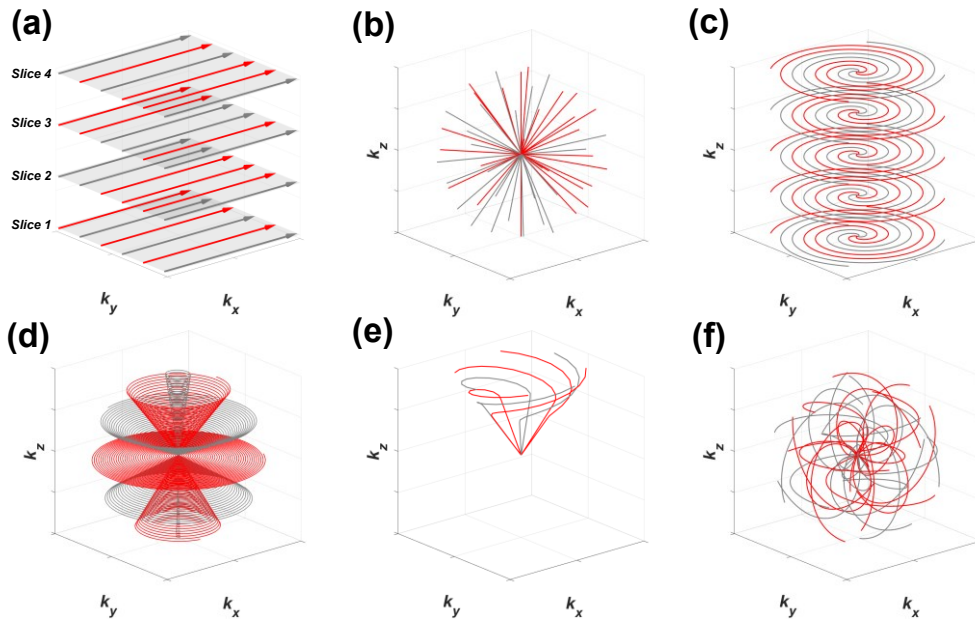 (a)
Slice 4
Slice 3
Slice 2
Slice 1
k_y
k_x
(b)
k_z
k_y
k_x
(c)
k_z
k_y
k_x
(d)
k_z
k_y
k_x
(e)
k_z
k_y
k_x
(f)
k_z
k_y
k_x